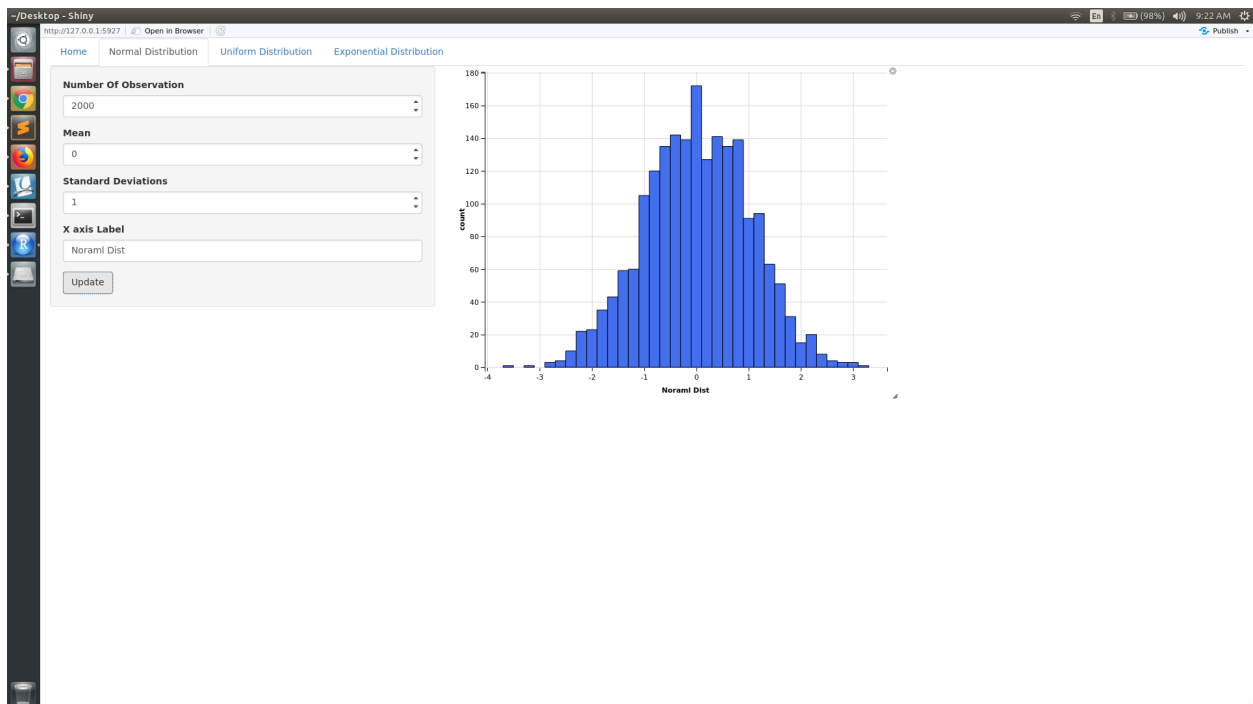 ~/Desktop - Shiny
En (98%) 9:22 AM
http://127.0.0.1:5927 Open in Browser Publish
Home Normal Distribution Uniform Distribution Exponential Distribution
Number Of Observation
2000
Mean
0
Standard Deviations
1
X axis Label
Noraml Dist
Update
180
160
140
120
100
80
60
40
20
0
count
-4 -3 -2 -1 0 1 2 3
Noraml Dist